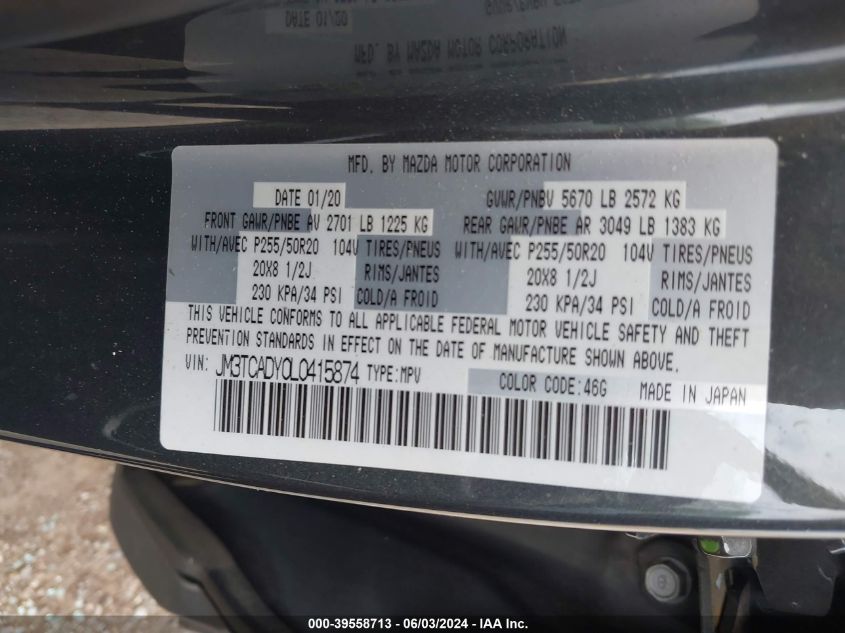 MFD. BY MAZDA MOTOR CORPORATION
DATE 01/20
GVWR/PNBV 5670 LB 2572 KG
FRONT GAWR/PNBE AV 2701 LB 1225 KG
REAR GAWR/PNBE AR 3049 LB 1383 KG
WITH/AVEC P255/50R20 104V TIRES/PNEUS
WITH/AVEC P255/50R20 104V TIRES/PNEUS
20X8 1/2J RIMS/JANTES
20X8 1/2J RIMS/JANTES
230 KPA/34 PSI COLD/A FROID
230 KPA/34 PSI COLD/A FROID
THIS VEHICLE CONFORMS TO ALL APPLICABLE FEDERAL MOTOR VEHICLE SAFETY AND THEFT
PREVENTION STANDARDS IN EFFECT ON THE DATE OF MANUFACTURE SHOWN ABOVE.
VIN: JM3TCADY0L0415874 TYPE:MPV
COLOR CODE:46G MADE IN JAPAN
000-39558713 - 06/03/2024 - IAA Inc.